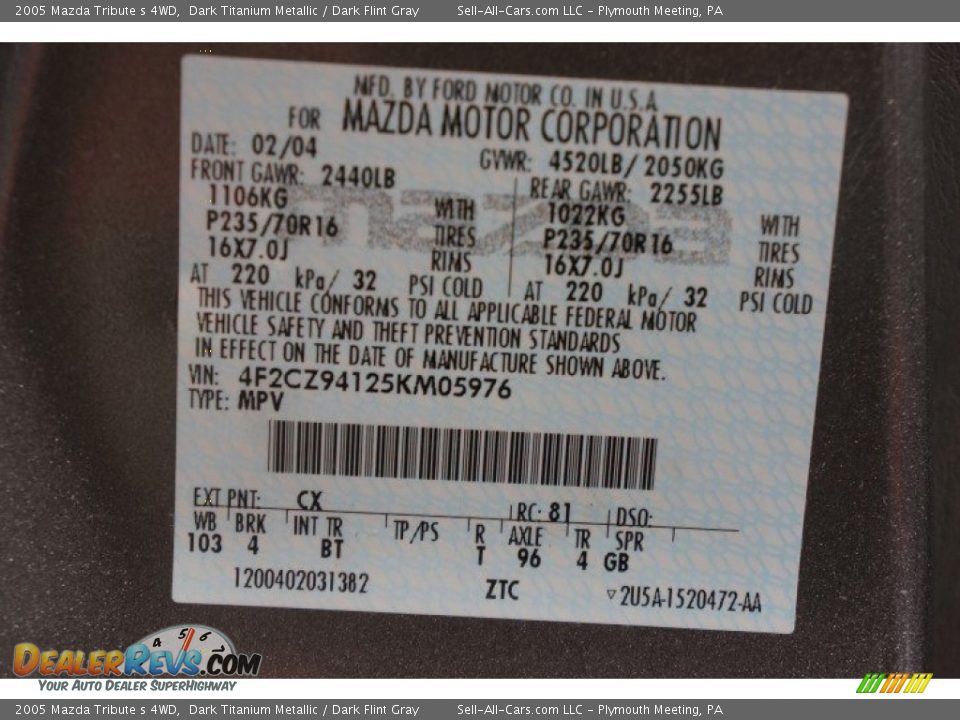 2005 Mazda Tribute s 4WD, Dark Titanium Metallic / Dark Flint Gray Sell-All-Cars.com LLC - Plymouth Meeting, PA
MFD. BY FORD MOTOR CO. IN U.S.A.
FOR MAZDA MOTOR CORPORATION
DATE: 02/04 GVWR: 4520LB/ 2050KG
FRONT GAWR: 2440LB REAR GAWR: 2255LB
1106KG WITH 1022KG WITH
P235/70R16 TIRES P235/70R16 TIRES
16X7.0J RIMS 16X7.0J RIMS
AT 220 kPa/ 32 PSI COLD AT 220 kPa/ 32 PSI COLD
mazda
THIS VEHICLE CONFORMS TO ALL APPLICABLE FEDERAL MOTOR
VEHICLE SAFETY AND THEFT PREVENTION STANDARDS
IN EFFECT ON THE DATE OF MANUFACTURE SHOWN ABOVE.
VIN: 4F2CZ94125KM05976
TYPE: MPV
EXT PNT: CX RC: 81 DSO:
WB BRK INT TR TP/PS R AXLE TR SPR
103 4 BT T 96 4 GB
1200402031382 ZTC ▽2U5A-1520472-AA
4 5 6
DEALERREVS.COM
YOUR AUTO DEALER SUPERHIGHWAY
2005 Mazda Tribute s 4WD, Dark Titanium Metallic / Dark Flint Gray Sell-All-Cars.com LLC - Plymouth Meeting, PA